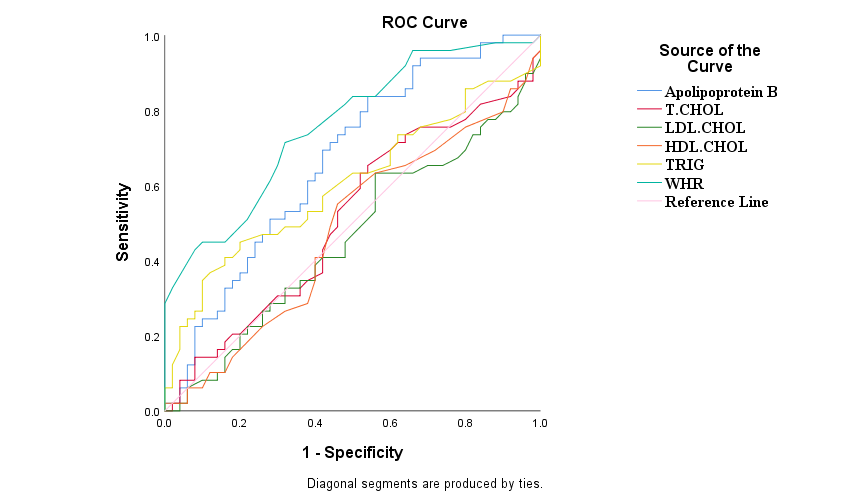 ROC Curve
Source of the
Curve
Apolipoprotein B
T.CHOL
LDL.CHOL
HDL.CHOL
TRIG
WHR
Reference Line
Sensitivity
1.0
0.8
0.6
0.4
0.2
0.0
0.0 0.2 0.4 0.6 0.8 1.0
1 - Specificity
Diagonal segments are produced by ties.